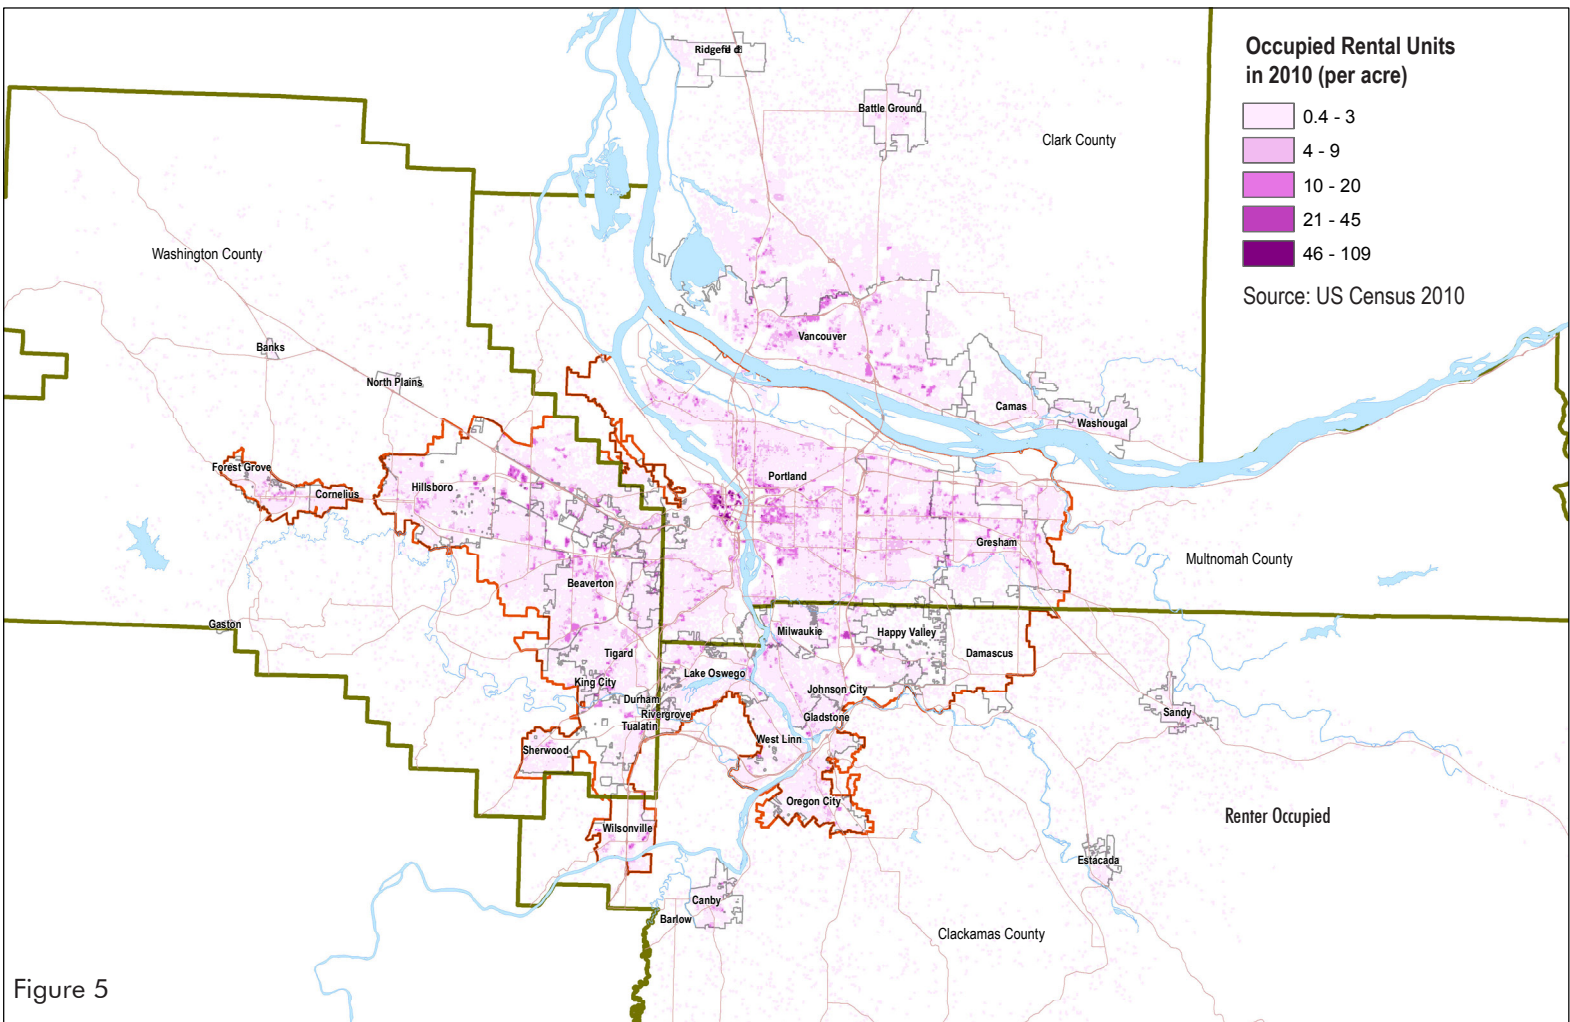 Occupied Rental Units
in 2010 (per acre)
0.4 - 3
4 - 9
10 - 20
21 - 45
46 - 109
Source: US Census 2010
Battle Ground
Clark County
Washington County
Vancouver
Banks
North Plains
Camas
Washougal
Forest Grove
Cornelius
Hillsboro
Portland
Gresham
Multnomah County
Beaverton
Gaston
Milwaukie
Happy Valley
Tigard
Damascus
Lake Oswego
King City
Johnson City
Durham
Rivergrove
Gladstone
Sandy
Tualatin
West Linn
Sherwood
Oregon City
Renter Occupied
Wilsonville
Estacada
Canby
Barlow
Clackamas County
Figure 5